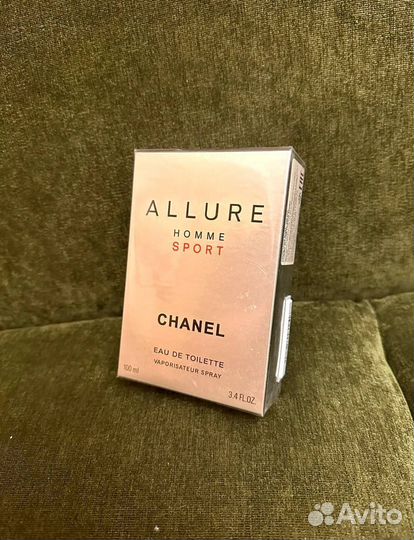 ALLURE
HOMME
SPORT
CHANEL
EAU DE TOILETTE
VAPORISATEUR SPRAY
100 ml
3.4 FL.OZ.
Avito